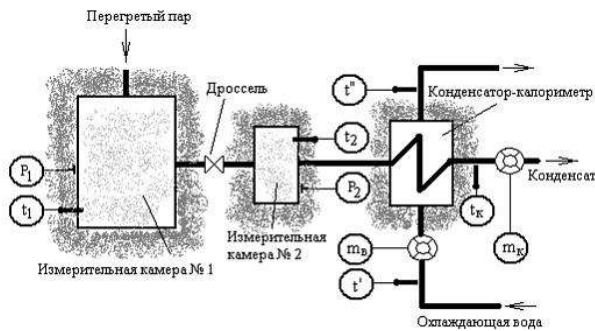 Перегретый пар
Дроссель
t"
Конденсатор-калориметр
t₂
P₁
P₂
t₁
Конденсат
tк
Измерительная камера № 1
Измерительная
камера № 2
mв
mк
t'
Охлаждающая вода